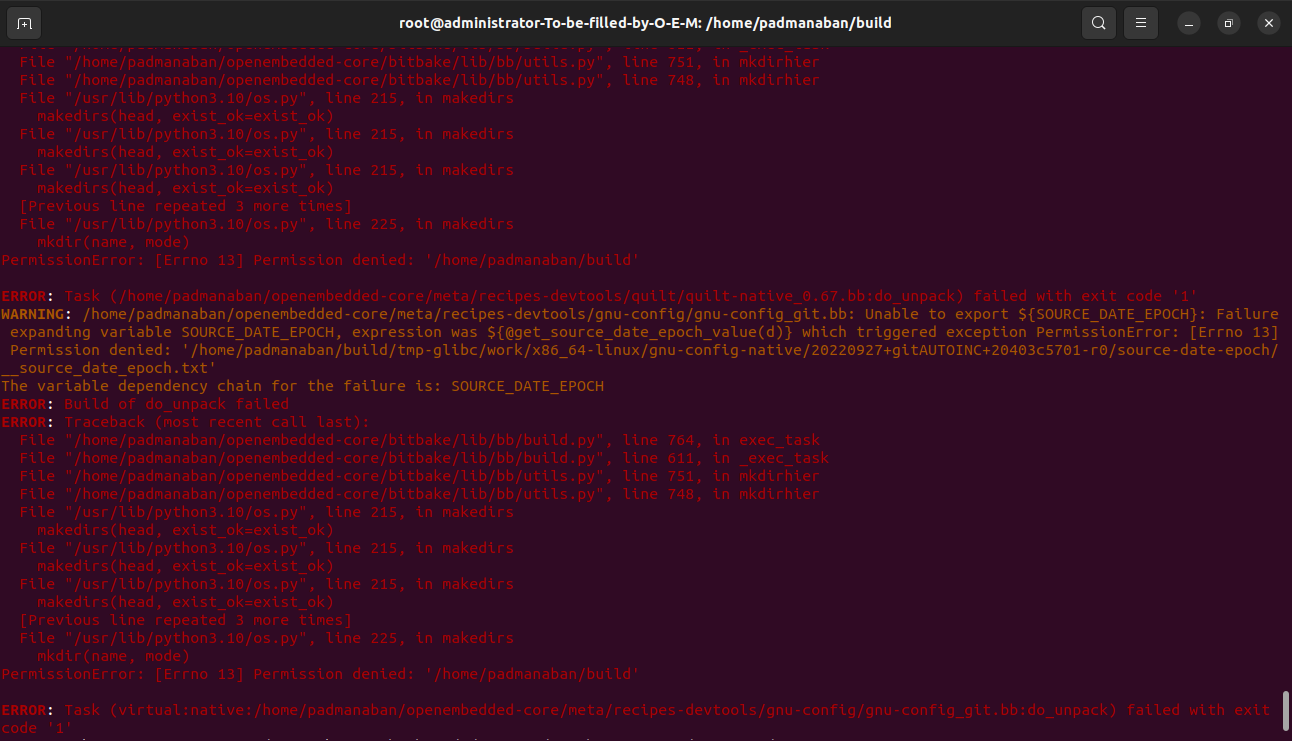 root@administrator-To-be-filled-by-O-E-M: /home/padmanaban/build
File "/home/padmanaban/openembedded-core/bitbake/lib/bb/utils.py", line 751, in mkdirhier
File "/home/padmanaban/openembedded-core/bitbake/lib/bb/utils.py", line 748, in mkdirhier
File "/usr/lib/python3.10/os.py", line 215, in makedirs
makedirs(head, exist_ok=exist_ok)
File "/usr/lib/python3.10/os.py", line 215, in makedirs
makedirs(head, exist_ok=exist_ok)
File "/usr/lib/python3.10/os.py", line 215, in makedirs
makedirs(head, exist_ok=exist_ok)
[Previous line repeated 3 more times]
File "/usr/lib/python3.10/os.py", line 225, in makedirs
mkdir(name, mode)
PermissionError: [Errno 13] Permission denied: '/home/padmanaban/build'
ERROR: Task (/home/padmanaban/openembedded-core/meta/recipes-devtools/quilt/quilt-native_0.67.bb:do_unpack) failed with exit code '1'
WARNING: /home/padmanaban/openembedded-core/meta/recipes-devtools/gnu-config/gnu-config_git.bb: Unable to export ${SOURCE_DATE_EPOCH}: Failure
expanding variable SOURCE_DATE_EPOCH, expression was ${@get_source_date_epoch_value(d)} which triggered exception PermissionError: [Errno 13]
Permission denied: '/home/padmanaban/build/tmp-glibc/work/x86_64-linux/gnu-config-native/20220927+gitAUTOINC+20403c5701-r0/source-date-epoch/
__source_date_epoch.txt'
The variable dependency chain for the failure is: SOURCE_DATE_EPOCH
ERROR: Build of do_unpack failed
ERROR: Traceback (most recent call last):
File "/home/padmanaban/openembedded-core/bitbake/lib/bb/build.py", line 764, in exec_task
File "/home/padmanaban/openembedded-core/bitbake/lib/bb/build.py", line 611, in _exec_task
File "/home/padmanaban/openembedded-core/bitbake/lib/bb/utils.py", line 751, in mkdirhier
File "/home/padmanaban/openembedded-core/bitbake/lib/bb/utils.py", line 748, in mkdirhier
File "/usr/lib/python3.10/os.py", line 215, in makedirs
makedirs(head, exist_ok=exist_ok)
File "/usr/lib/python3.10/os.py", line 215, in makedirs
makedirs(head, exist_ok=exist_ok)
File "/usr/lib/python3.10/os.py", line 215, in makedirs
makedirs(head, exist_ok=exist_ok)
[Previous line repeated 3 more times]
File "/usr/lib/python3.10/os.py", line 225, in makedirs
mkdir(name, mode)
PermissionError: [Errno 13] Permission denied: '/home/padmanaban/build'
ERROR: Task (virtual:native:/home/padmanaban/openembedded-core/meta/recipes-devtools/gnu-config/gnu-config_git.bb:do_unpack) failed with exit
code '1'